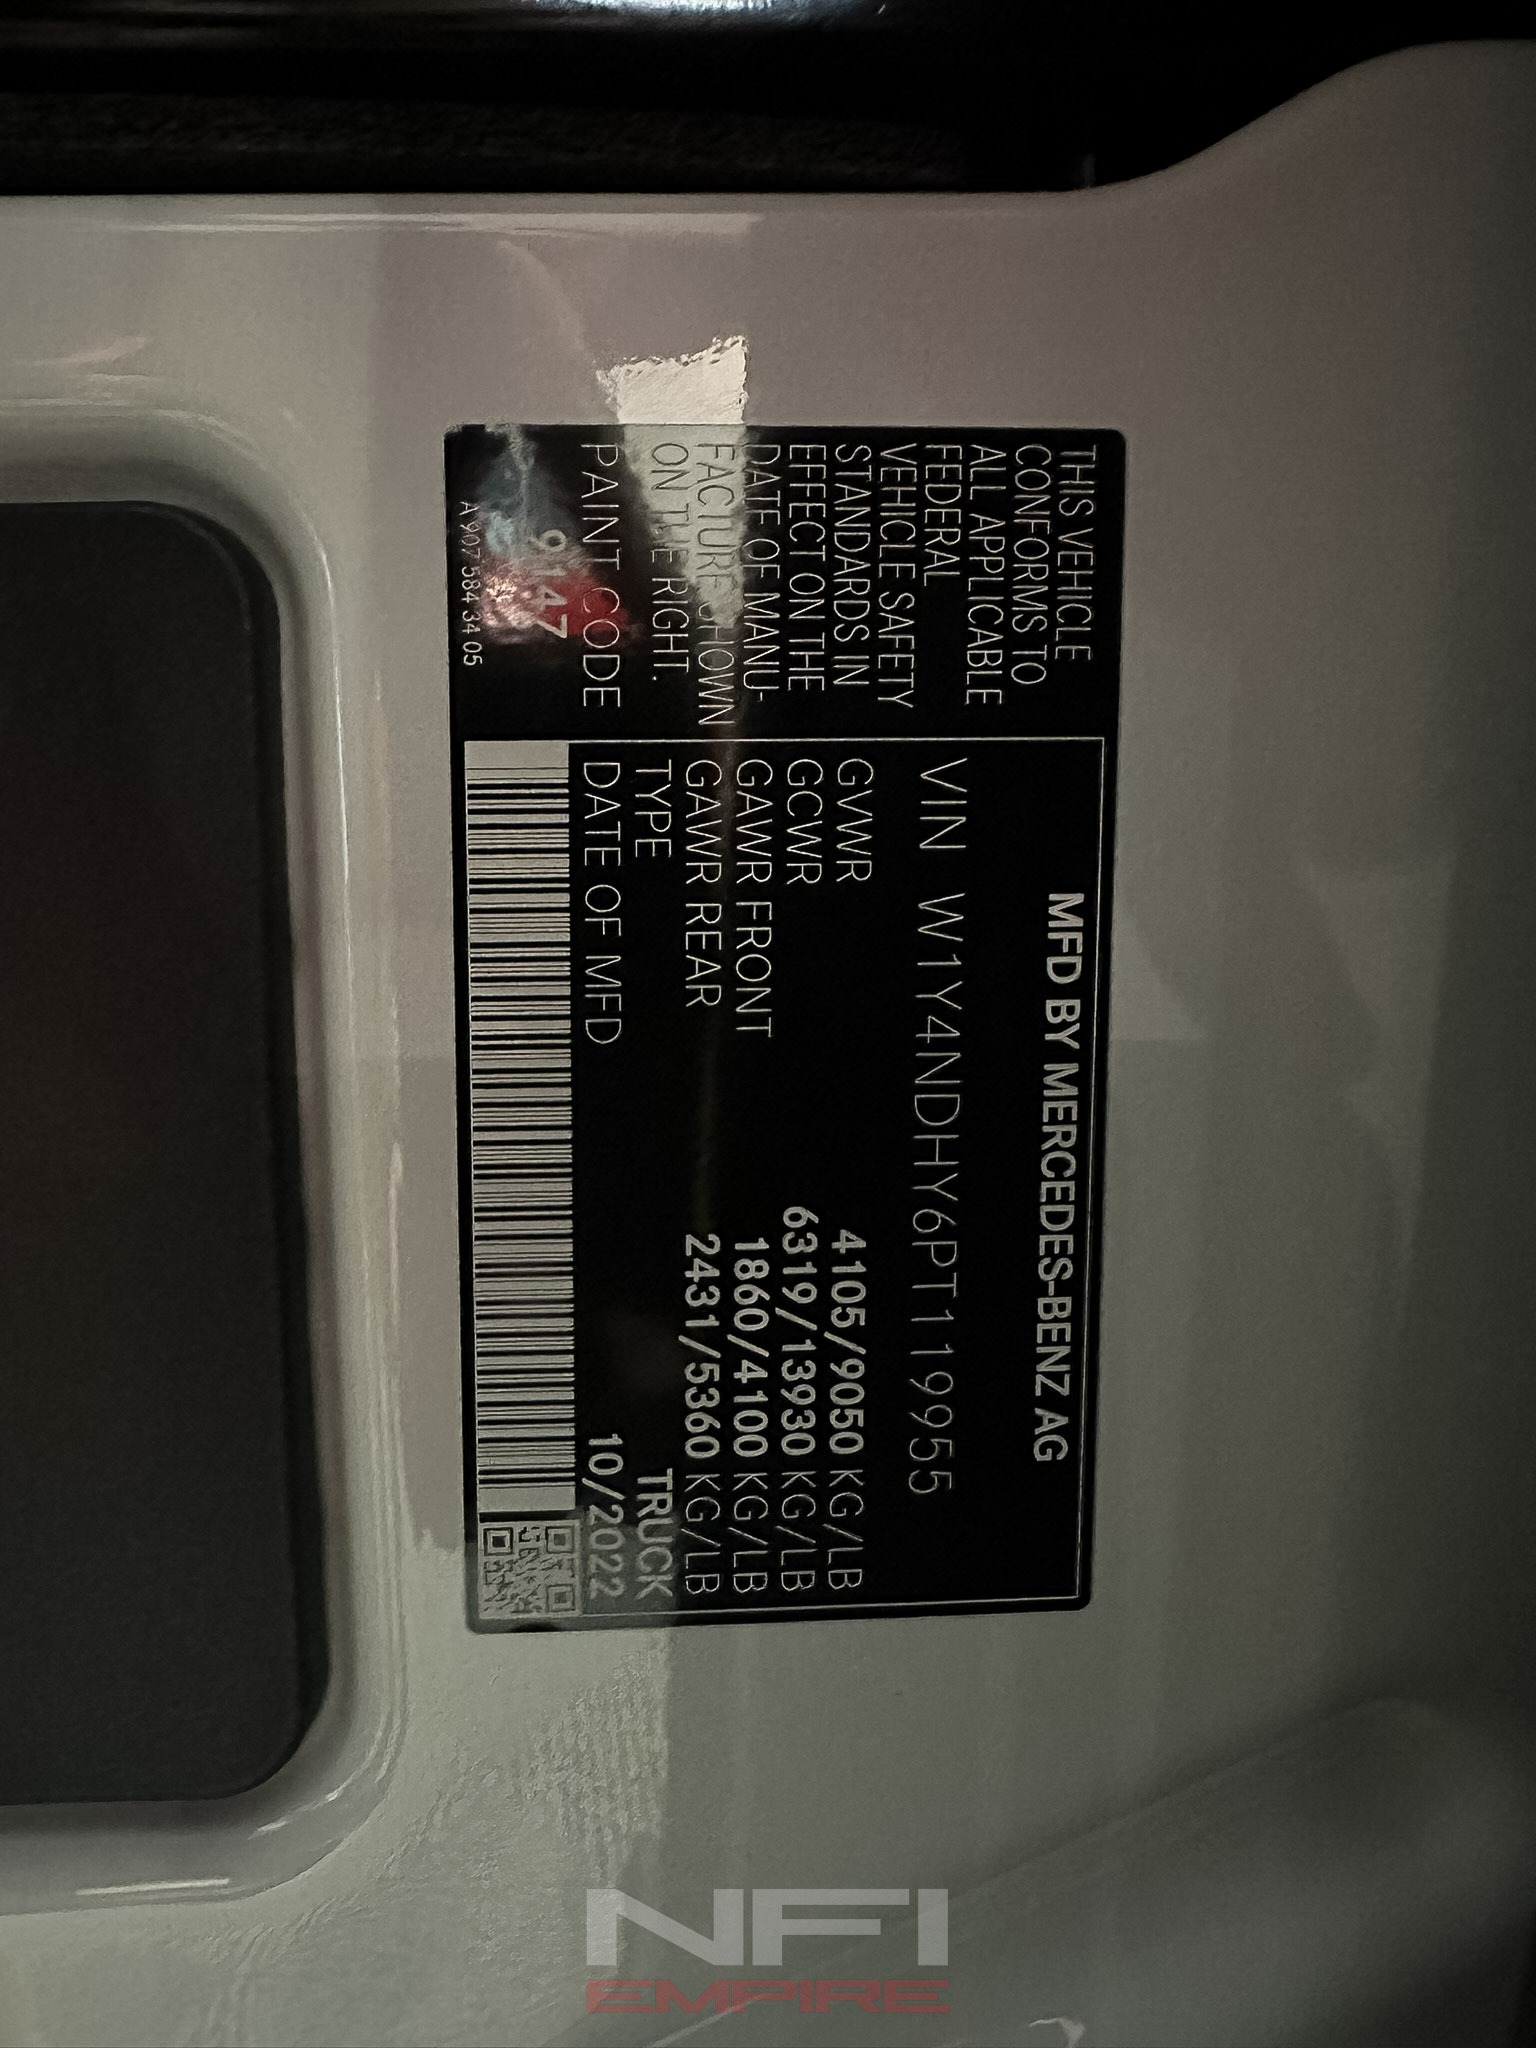 THIS VEHICLE
CONFORMS TO
ALL APPLICABLE
FEDERAL
VEHICLE SAFETY
STANDARDS IN
EFFECT ON THE
DATE OF MANU-
FACTURE SHOWN
ON THE RIGHT.
PAINT CODE
9147
A 907 584 34 05
MFD BY MERCEDES-BENZ AG
VIN W1Y4NDHY6PT119955
GVWR 4105/9050 KG/LB
GCWR 6319/13930 KG/LB
GAWR FRONT 1860/4100 KG/LB
GAWR REAR 2431/5360 KG/LB
TYPE TRUCK
DATE OF MFD 10/2022
NFI
EMPIRE